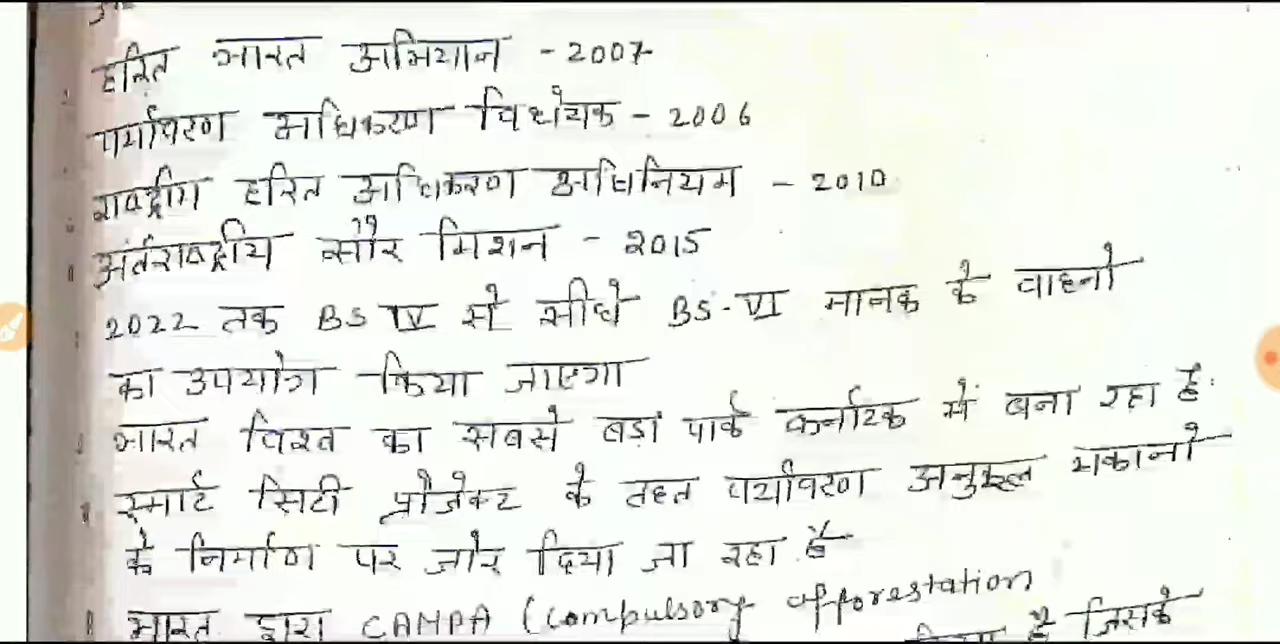 हरित भारत अभियान - 2007
पर्यावरण साधिकरण विधेयक - 2006
राष्ट्रीय हरित अधिकरण अधिनियम - 2010
अंर्तराष्ट्रीय सौर मिशन - 2015
2022 तक BS IV से सीधे BS-VI मानक के वाहनो
का उपयोग किया जाएगा
भारत विश्व का सबसे बड़ा पार्क कर्नाटक में बना रहा है.
स्मार्ट सिटी प्रौजेक्ट के तहत पर्यावरण अनुकूल मकानो
के निर्माण पर जोर दिया जा रहा है
भारत द्वारा CAMPA (Compulsory afforestation
है जिसके